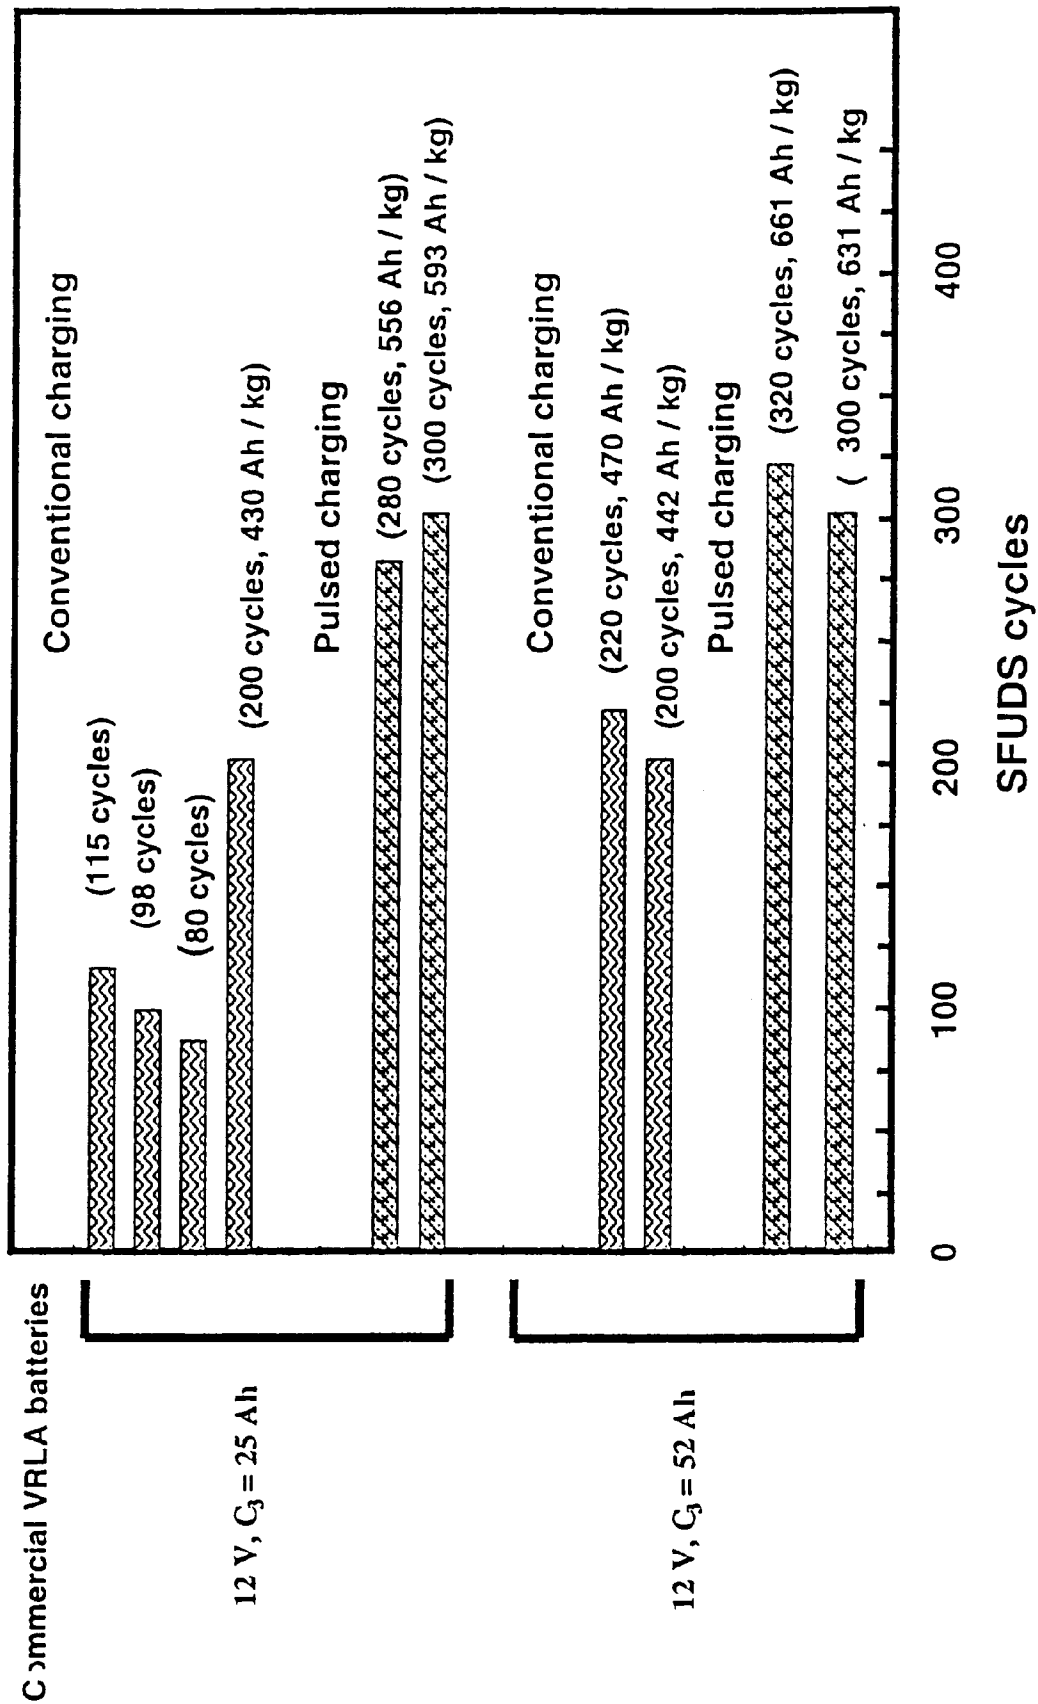 Commercial VRLA batteries
Conventional charging
(115 cycles)
(98 cycles)
(80 cycles)
(200 cycles, 430 Ah / kg)
12 V, C3 = 25 Ah
Pulsed charging
(280 cycles, 556 Ah / kg)
(300 cycles, 593 Ah / kg)
Conventional charging
(220 cycles, 470 Ah / kg)
(200 cycles, 442 Ah / kg)
12 V, C3 = 52 Ah
Pulsed charging
(320 cycles, 661 Ah / kg)
( 300 cycles, 631 Ah / kg
0 100 200 300 400
SFUDS cycles